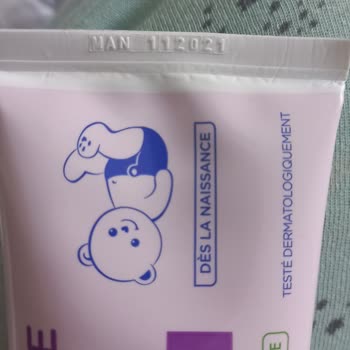 MAN 112021
DÈS LA NAISSANCE
TESTÉ DERMATOLOGIQUEMENT
E
E